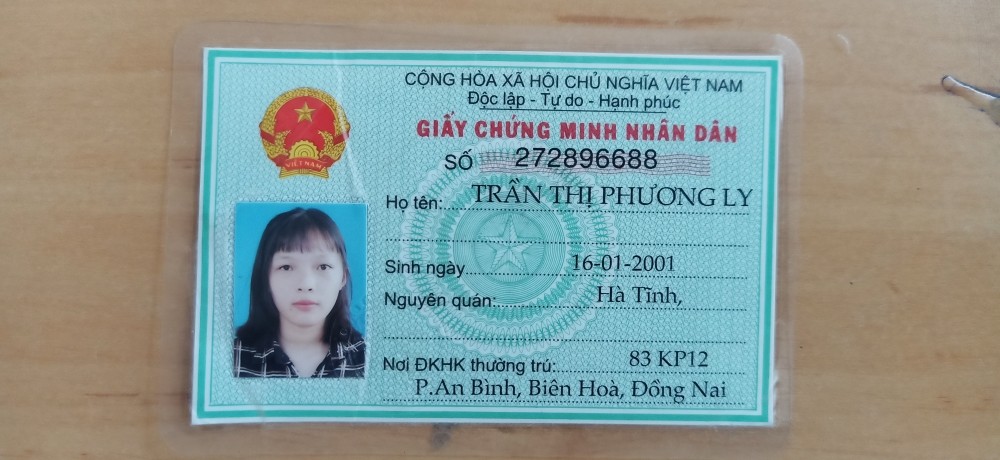 CỘNG HÒA XÃ HỘI CHỦ NGHĨA VIỆT NAM
Độc lập - Tự do - Hạnh phúc
GIẤY CHỨNG MINH NHÂN DÂN
SỐ 272896688
VIỆT NAM
Họ tên: TRẦN THỊ PHƯƠNG LY
Sinh ngày 16-01-2001
Nguyên quán: Hà Tĩnh,
Nơi ĐKHK thường trú: 83 KP12
P.An Bình, Biên Hoà, Đồng Nai